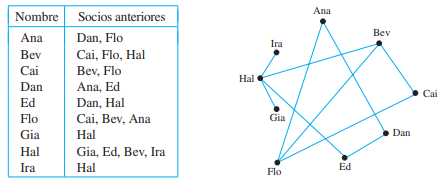 Nombre Socios anteriores
Ana Dan, Flo
Bev Cai, Flo, Hal
Cai Bev, Flo
Dan Ana, Ed
Ed Dan, Hal
Flo Cai, Bev, Ana
Gia Hal
Hal Gia, Ed, Bev, Ira
Ira Hal
Ana
Bev
Ira
Hal
Cai
Gia
Dan
Ed
Flo